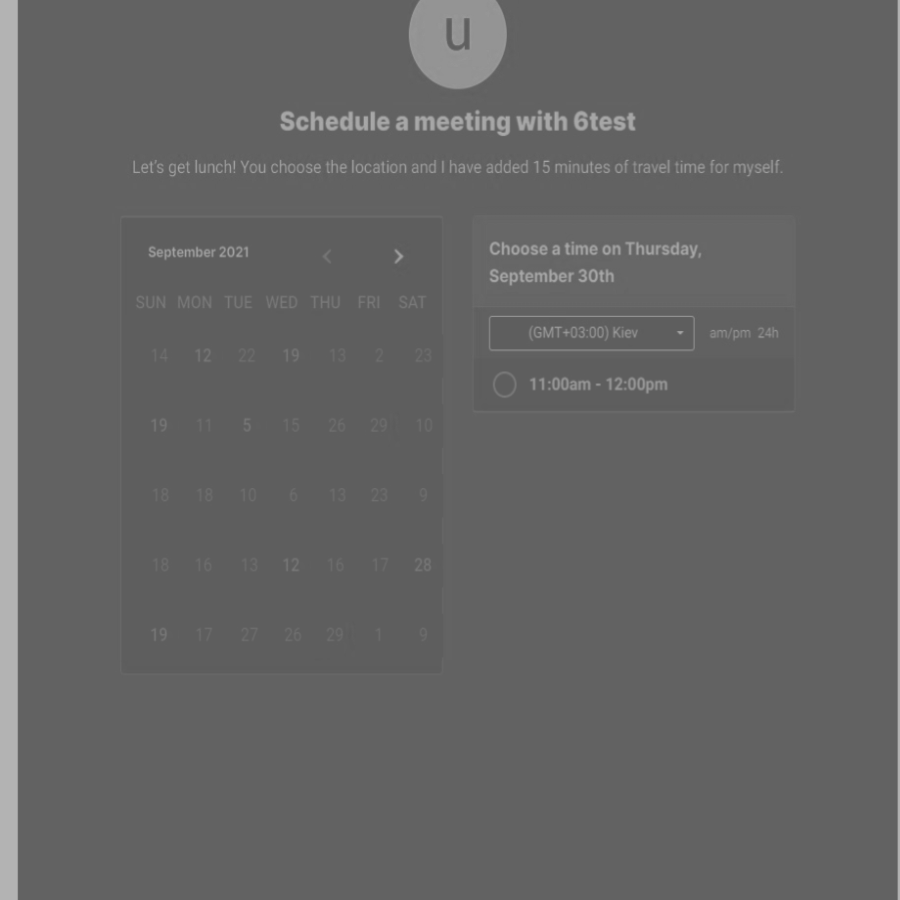 u
Schedule a meeting with 6test
Let's get lunch! You choose the location and I have added 15 minutes of travel time for myself.
September 2021
SUN MON TUE WED THU FRI SAT
14 12 22 19 13 2 23
19 11 5 15 26 29 10
18 18 10 6 13 23 9
18 16 13 12 16 17 28
19 17 27 26 29 1 9
Choose a time on Thursday,
September 30th
(GMT+03:00) Kiev am/pm 24h
11:00am - 12:00pm